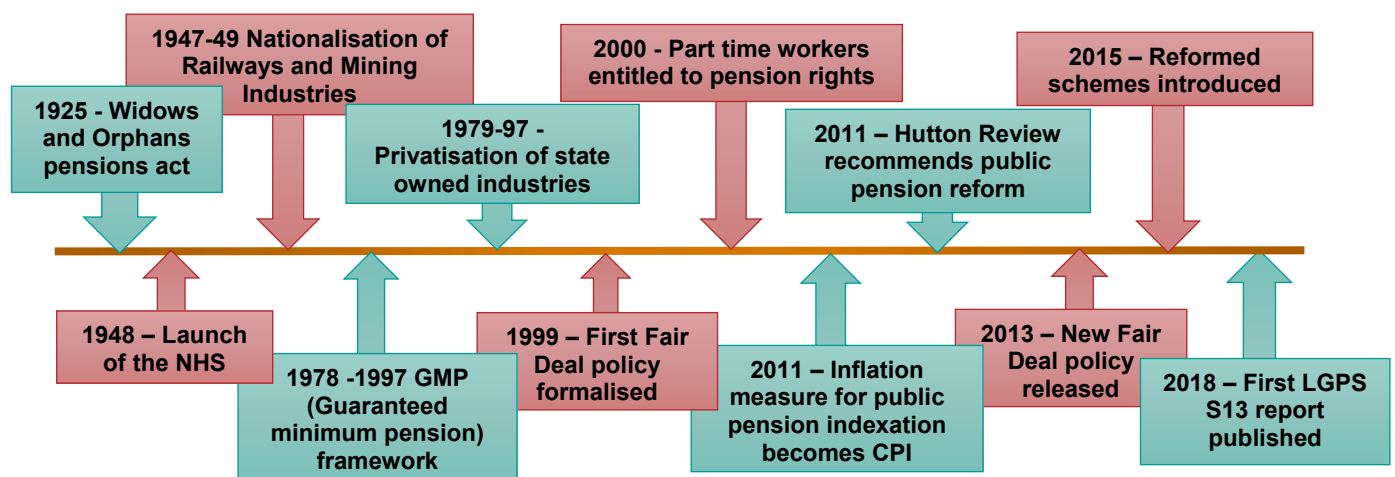 1925 - Widows
and Orphans
pensions act
1947-49 Nationalisation of
Railways and Mining
Industries
1979-97 -
Privatisation of state
owned industries
2000 - Part time workers
entitled to pension rights
2011 – Hutton Review
recommends public
pension reform
2015 – Reformed
schemes introduced
1948 – Launch
of the NHS
1978 -1997 GMP
(Guaranteed
minimum pension)
framework
1999 – First Fair
Deal policy
formalised
2011 – Inflation
measure for public
pension indexation
becomes CPI
2013 – New Fair
Deal policy
released
2018 – First LGPS
S13 report
published